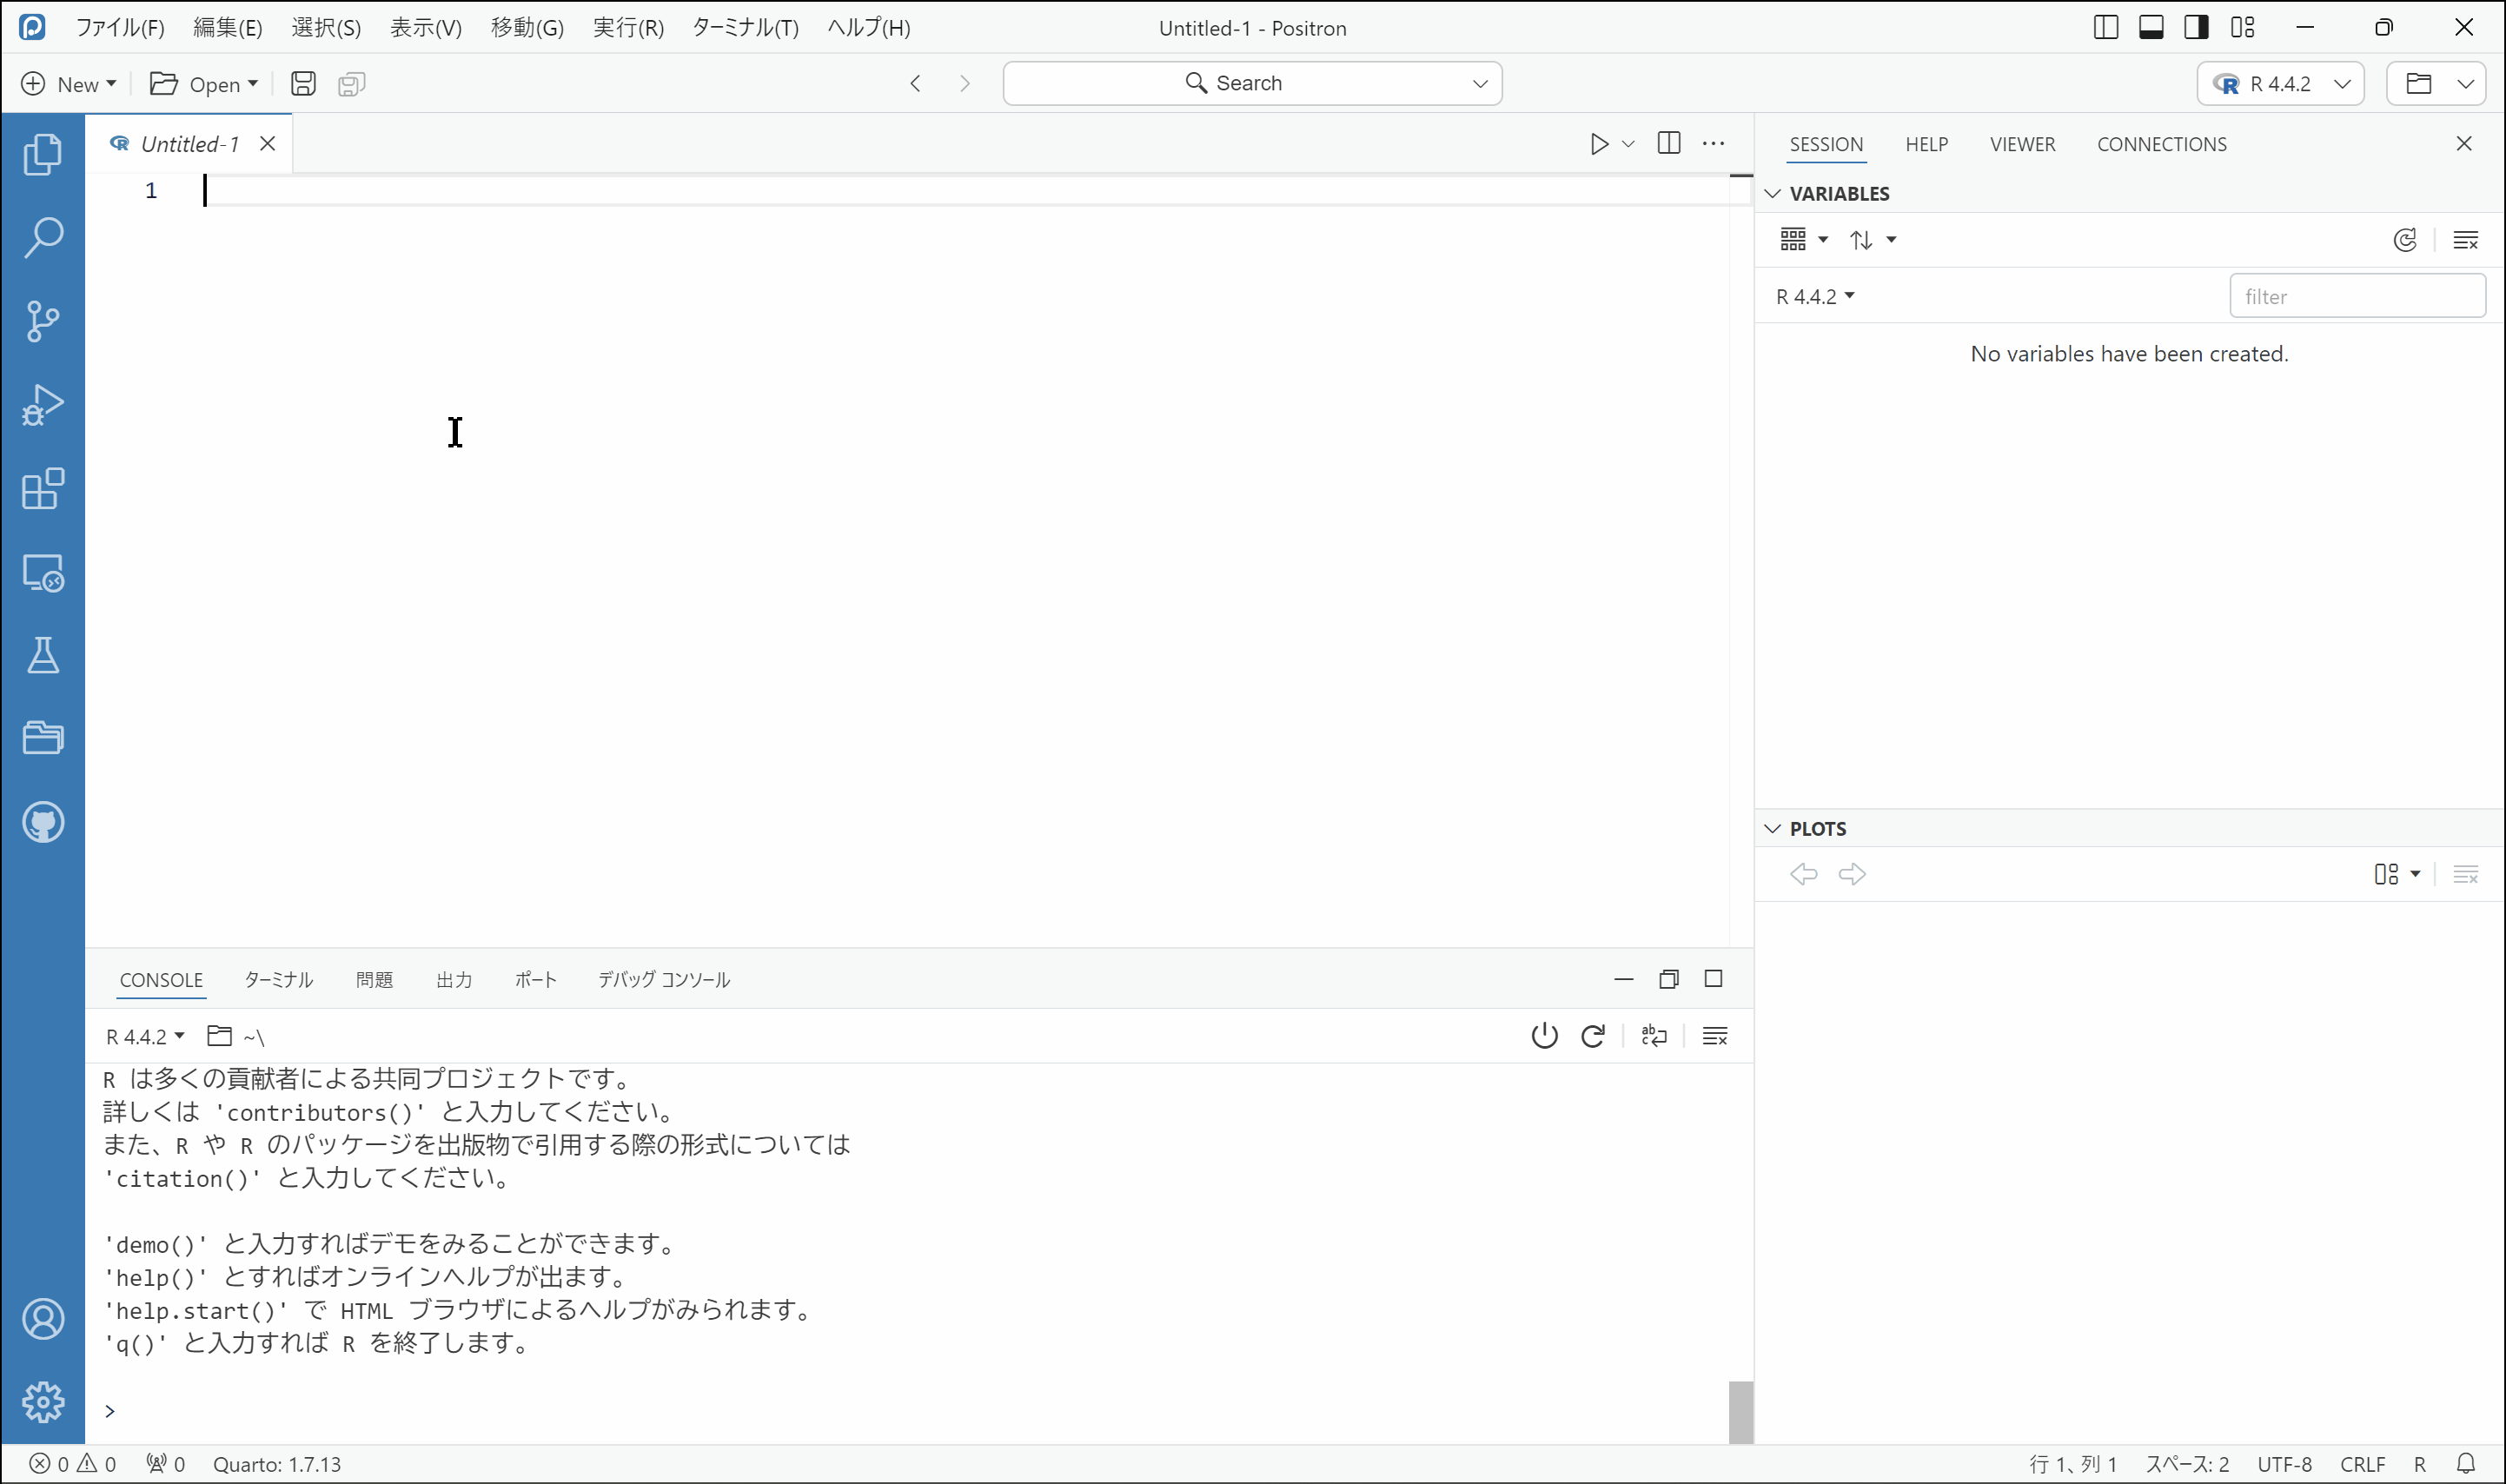 ファイル(F) 編集(E) 選択(S) 表示(V) 移動(G) 実行(R) ターミナル(T) ヘルプ(H) Untitled-1 - Positron
New Open Search R 4.4.2
Untitled-1
1
SESSION HELP VIEWER CONNECTIONS
VARIABLES
R 4.4.2 filter
No variables have been created.
PLOTS
CONSOLE ターミナル 問題 出力 ポート デバッグ コンソール
R 4.4.2 ~\
R は多くの貢献者による共同プロジェクトです。
詳しくは 'contributors()' と入力してください。
また、R や R のパッケージを出版物で引用する際の形式については
'citation()' と入力してください。
'demo()' と入力すればデモをみることができます。
'help()' とすればオンラインヘルプが出ます。
'help.start()' で HTML ブラウザによるヘルプがみられます。
'q()' と入力すれば R を終了します。
>
0 0 0 Quarto: 1.7.13 行 1、列 1 スペース: 2 UTF-8 CRLF R